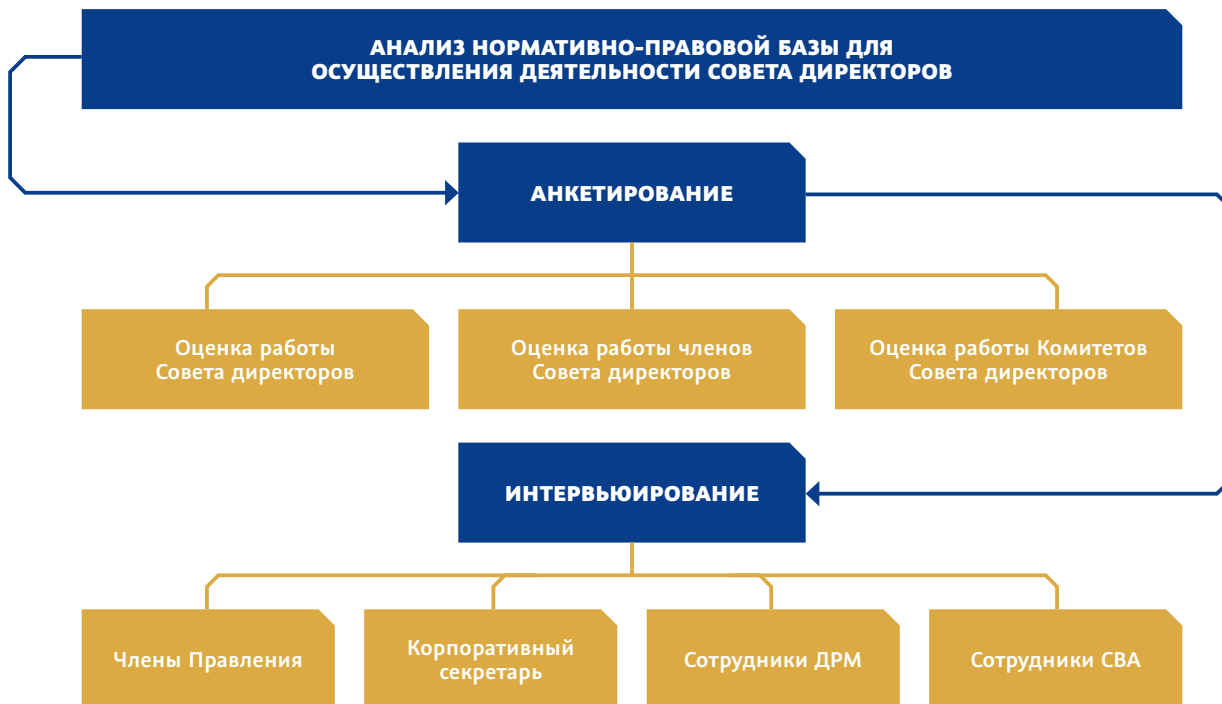 АНАЛИЗ НОРМАТИВНО-ПРАВОВОЙ БАЗЫ ДЛЯ
ОСУЩЕСТВЛЕНИЯ ДЕЯТЕЛЬНОСТИ СОВЕТА ДИРЕКТОРОВ
АНКЕТИРОВАНИЕ
Оценка работы
Совета директоров
Оценка работы членов
Совета директоров
Оценка работы Комитетов
Совета директоров
ИНТЕРВЬЮИРОВАНИЕ
Члены Правления
Корпоративный
секретарь
Сотрудники ДРМ
Сотрудники СВА